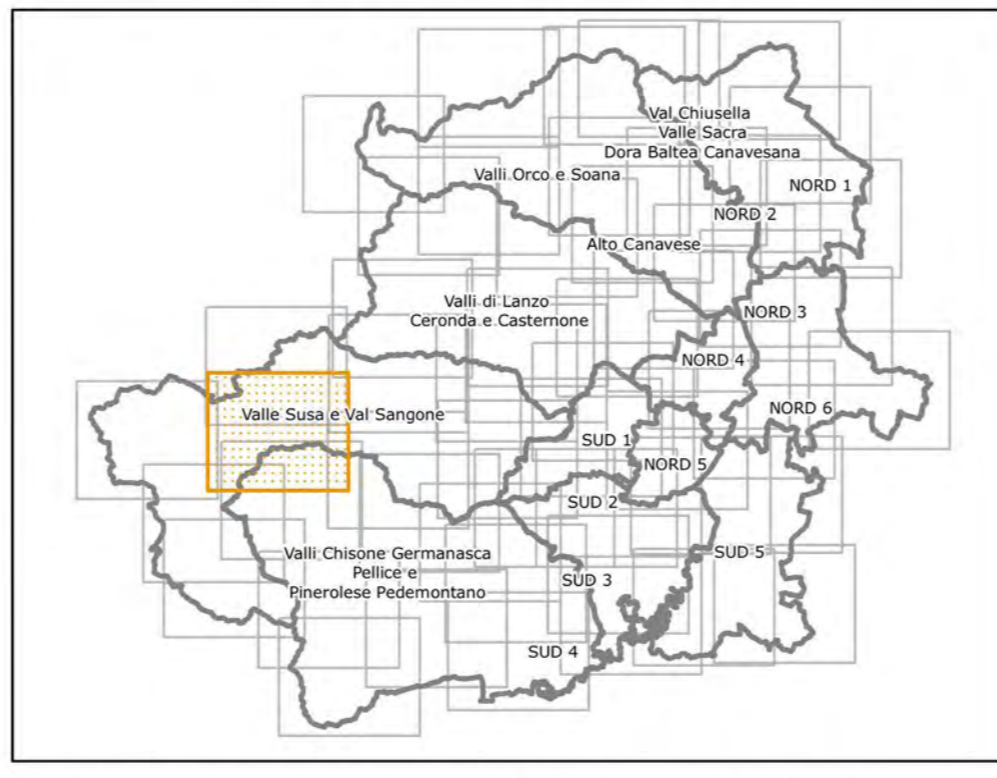 Val Chiusella
Valle Sacra
Dora Baltea Canavesana
Valli Orco e Soana
NORD 1
NORD 2
Alto Canavese
Valli di Lanzo
Ceronda e Casternone
NORD 3
NORD 4
Valle Susa e Val Sangone
NORD 6
SUD 1
NORD 5
SUD 2
Valli Chisone Germanasca
Pellice e
Pinerolese Pedemontano
SUD 5
SUD 3
SUD 4